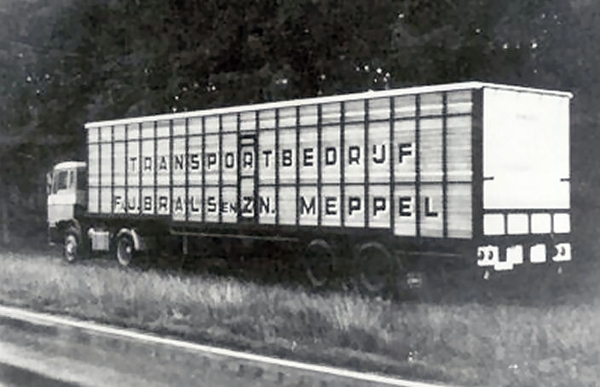 TRANSPORTBEDRIJF
F.J.BRALS EN ZN. MEPPEL